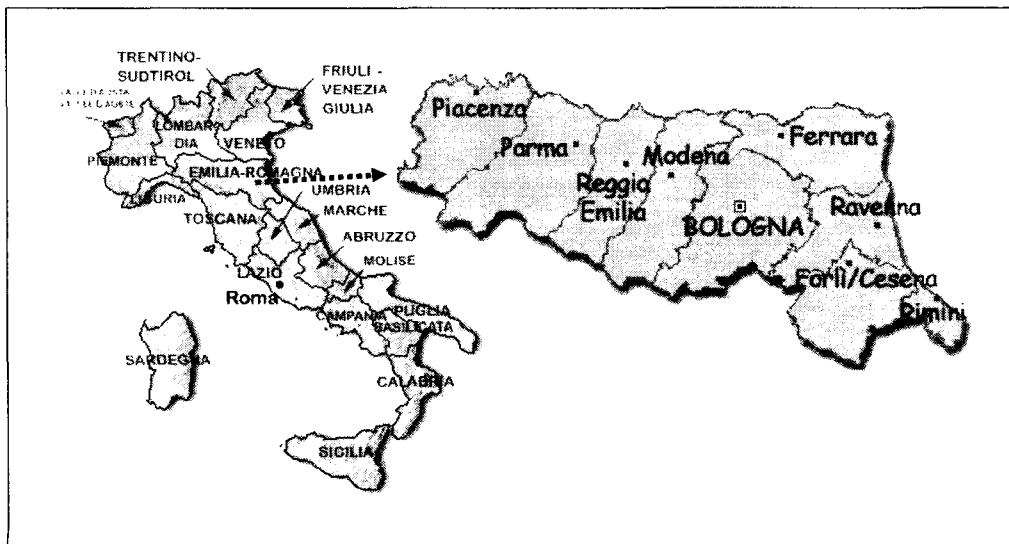 TRENTINO-
SUDTIROL
FRIULI -
VENEZIA
GIULIA
LOMBAR
DIA
VENETO
PIEMONTE
EMILIA-ROMAGNA
LIGURIA
UMBRIA
TOSCANA
MARCHE
ABRUZZO
MOLISE
LAZIO
Roma
CAMPANIA
PUGLIA
BASILICATA
SARDEGNA
CALABRIA
SICILIA
Piacenza
Parma
Reggia
Emilia
Modena
Ferrara
BOLOGNA
Ravenna
Forlì/Cesena
Rimini